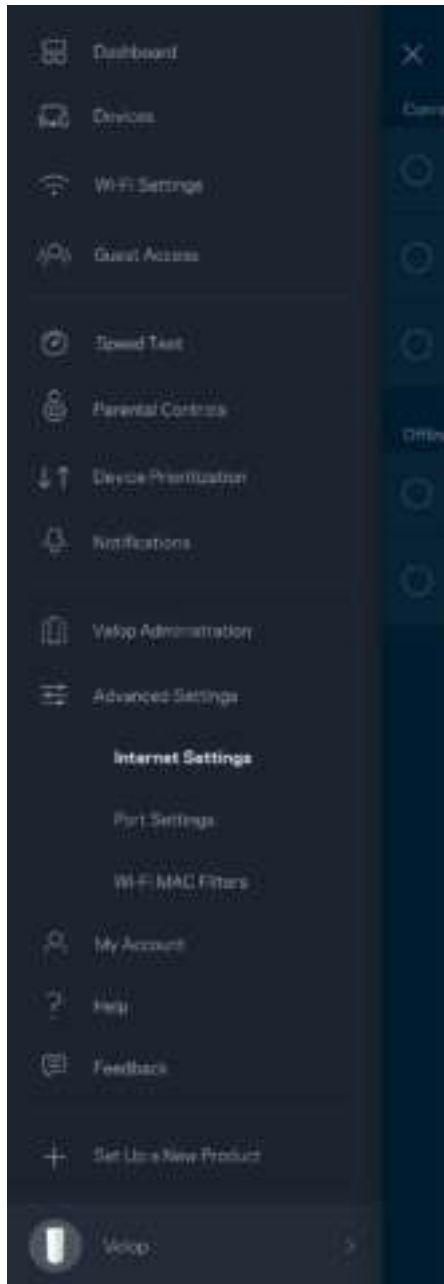 Dashboard
Devices
Wi-Fi Settings
Guest Access
Speed Test
Parental Controls
Device Prioritization
Notifications
Velop Administration
Advanced Settings
Internet Settings
Port Settings
Wi-Fi MAC Filters
My Account
Help
Feedback
Set Up a New Product
Velop